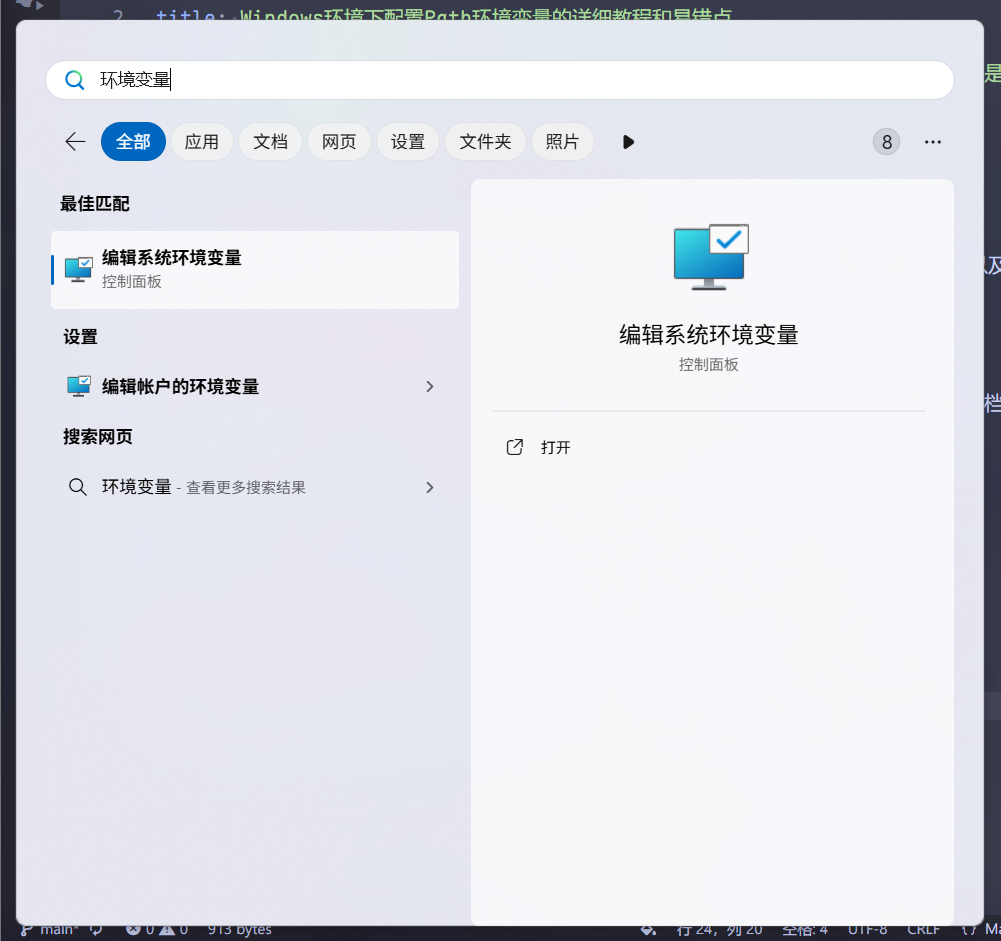 2 title: Windows环境下配置Path环境变量的详细教程和易错点
环境变量
全部 应用 文档 网页 设置 文件夹 照片 8 ···
是
最佳匹配
编辑系统环境变量
控制面板
设置
编辑帐户的环境变量
搜索网页
环境变量 - 查看更多搜索结果
编辑系统环境变量
控制面板
打开
以及
档
main* 0 0 913 bytes 行 24，列 20 空格: 4 UTF-8 CRLF {} Ma